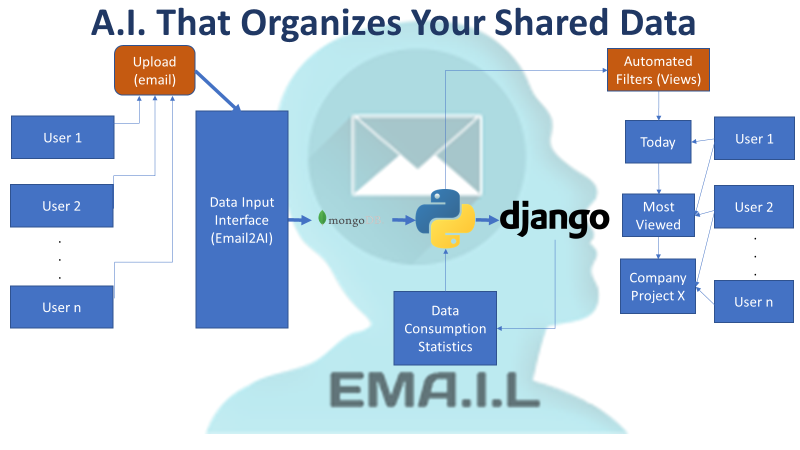 A.I. That Organizes Your Shared Data
Upload
(email)
User 1
User 2
User n
Data Input
Interface
(Email2AI)
mongo
django
Data
Consumption
Statistics
Automated
Filters (Views)
Today
Most
Viewed
Company
Project X
User 1
User 2
User n
EMA.I.L